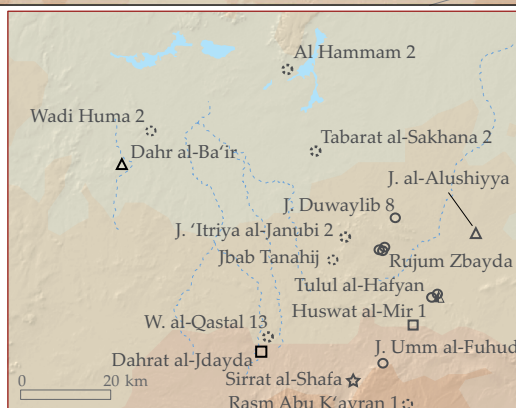 Al Hammam 2
Wadi Huma 2
Tabarat al-Sakhana 2
Dahr al-Ba‘ir
J. al-Alushiyya
J. Duwaylib 8
J. ‘Itriya al-Janubi 2
Jbab Tanahij
Rujum Zbayda
Tulul al-Hafyan
Huswat al-Mir 1
W. al-Qastal 13
Dahrat al-Jdayda
J. Umm al-Fuhud
Sirrat al-Shafa
0 20 km
Rasm Abu K‘ayran 1